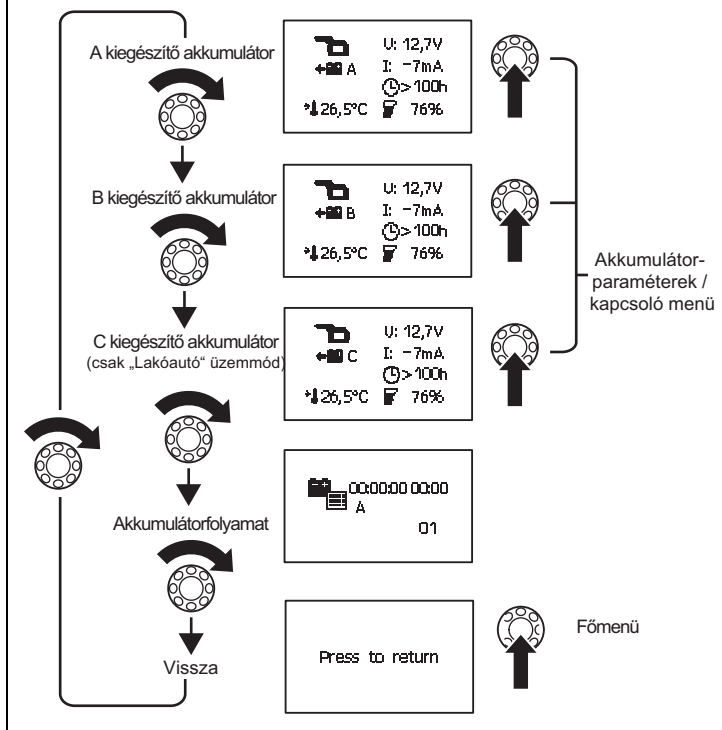 A kiegészítő akkumulátor
U: 12,7V
A I: -7mA
>100h
26,5°C 76%
B kiegészítő akkumulátor
U: 12,7V
B I: -7mA
>100h
26,5°C 76%
Akkumulátor-
paraméterek /
kapcsoló menü
C kiegészítő akkumulátor
(csak „Lakóautó“ üzemmód)
U: 12,7V
C I: -7mA
>100h
26,5°C 76%
Akkumulátorfolyamat
00:00:00 00:00
A
01
Vissza
Press to return
Főmenü